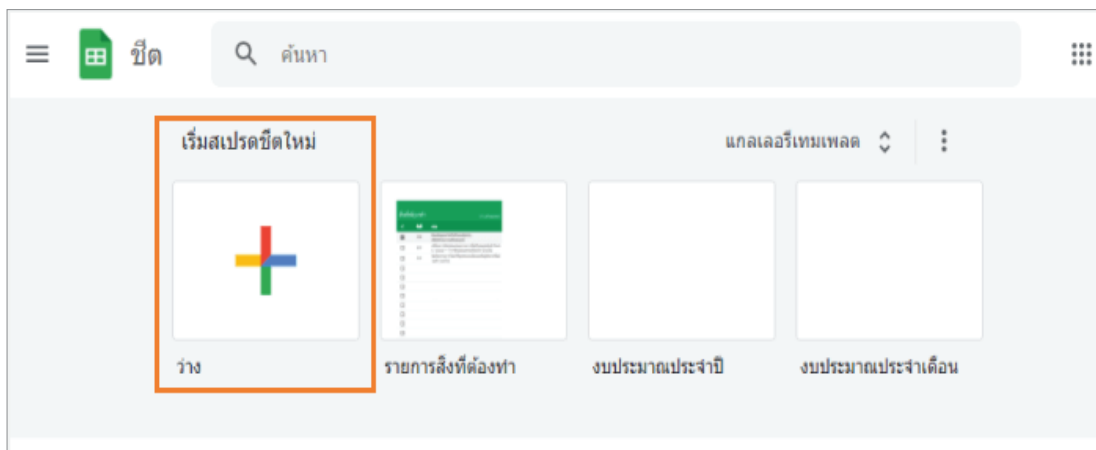 ชีต
ค้นหา
เริ่มสเปรดชีตใหม่
แกลเลอรีเทมเพลต
ว่าง
รายการสิ่งที่ต้องทำ
งบประมาณประจำปี
งบประมาณประจำเดือน